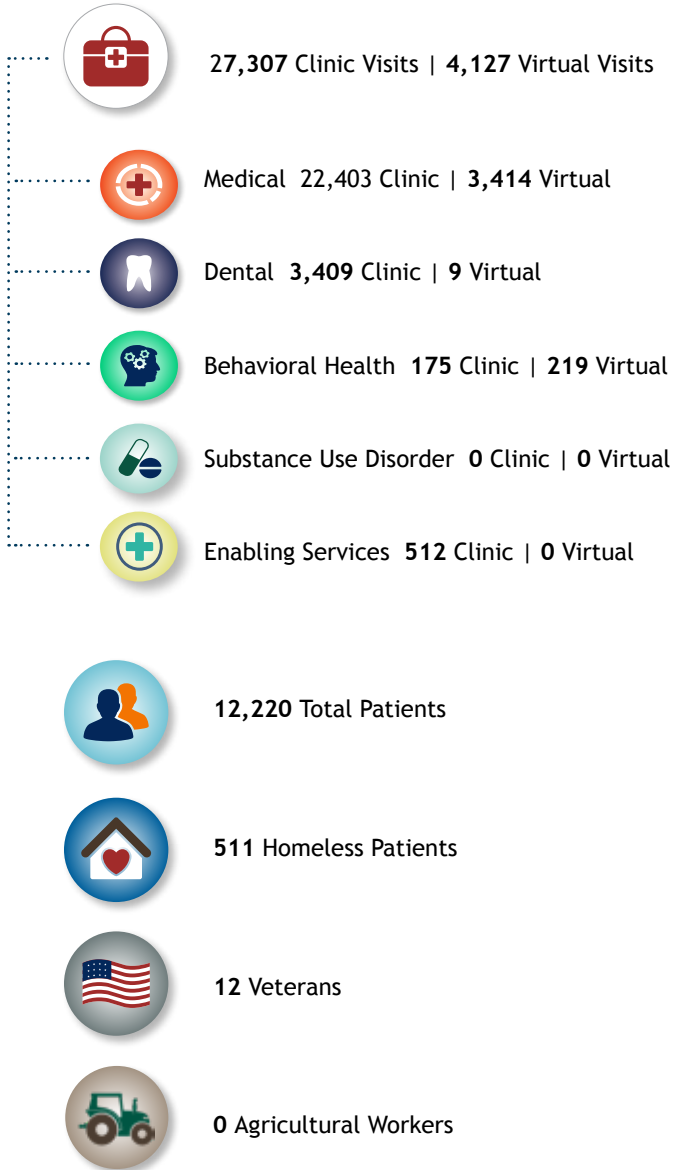 27,307 Clinic Visits | 4,127 Virtual Visits
Medical 22,403 Clinic | 3,414 Virtual
Dental 3,409 Clinic | 9 Virtual
Behavioral Health 175 Clinic | 219 Virtual
Substance Use Disorder 0 Clinic | 0 Virtual
Enabling Services 512 Clinic | 0 Virtual
12,220 Total Patients
511 Homeless Patients
12 Veterans
0 Agricultural Workers